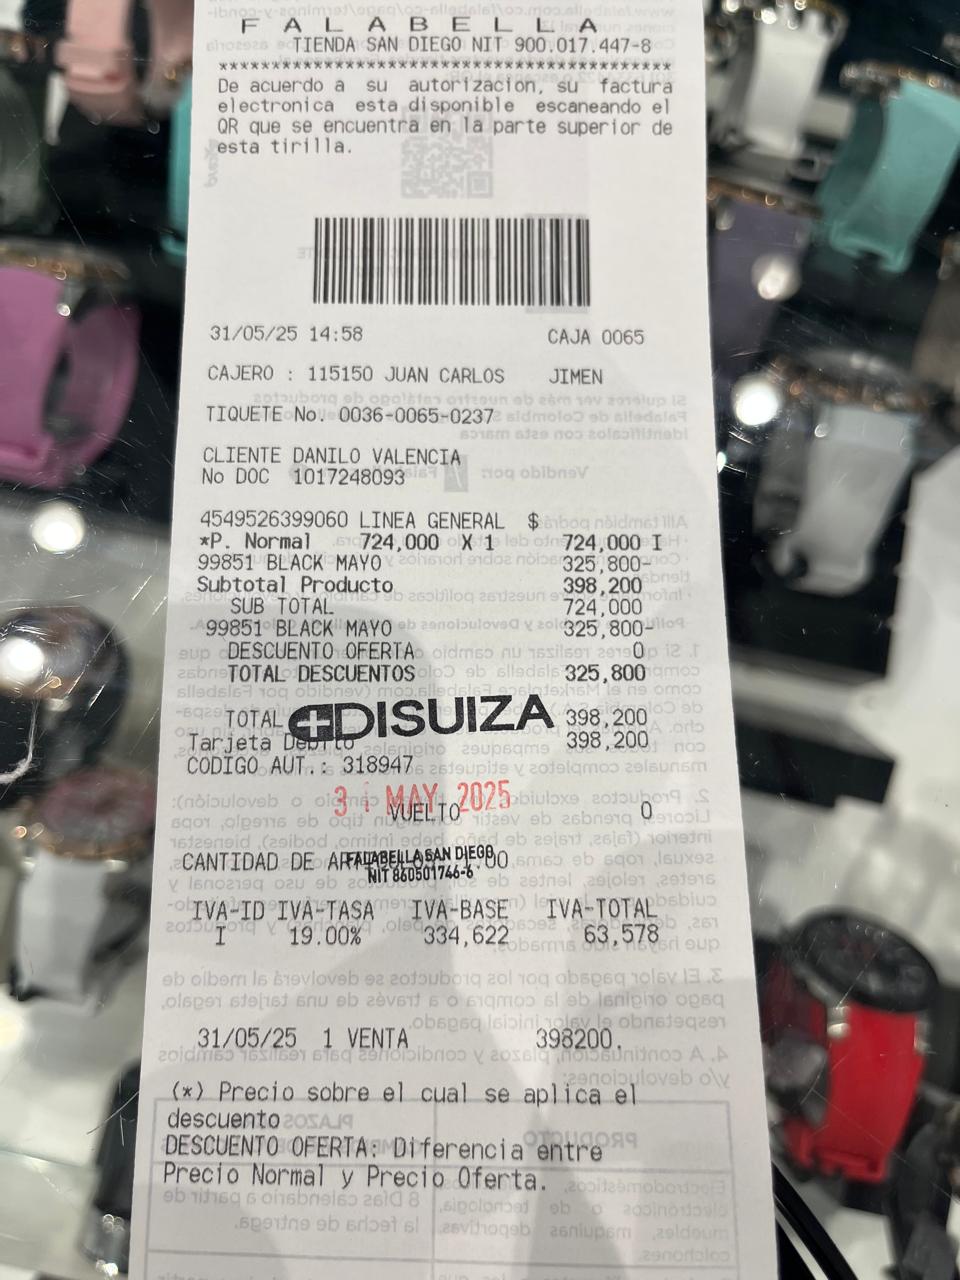 F A L A B E L L A
TIENDA SAN DIEGO NIT 900.017.447-8
*******************************************
De acuerdo a su autorizacion, su factura
electronica esta disponible escaneando el
QR que se encuentra en la parte superior de
esta tirilla.
31/05/25 14:58 CAJA 0065
CAJERO : 115150 JUAN CARLOS JIMEN
TIQUETE No. 0036-0065-0237
CLIENTE DANILO VALENCIA
No DOC 1017248093
4549526399060 LINEA GENERAL $
*P. Normal 724,000 X 1 724,000 I
99851 BLACK MAYO 325,800-
Subtotal Producto 398,200
SUB TOTAL 724,000
99851 BLACK MAYO 325,800-
DESCUENTO OFERTA 0
TOTAL DESCUENTOS 325,800
TOTAL 398,200
DISUIZA
Tarjeta Debito 398,200
CODIGO AUT.: 318947
31 MAY 2025
VUELTO 0
CANTIDAD DE
FALABELLA SAN DIEGO
NIT 860501746-6
IVA-ID IVA-TASA IVA-BASE IVA-TOTAL
I 19.00% 334,622 63,578
31/05/25 1 VENTA 398200.
(*) Precio sobre el cual se aplica el
descuento
DESCUENTO OFERTA: Diferencia entre
Precio Normal y Precio Oferta.